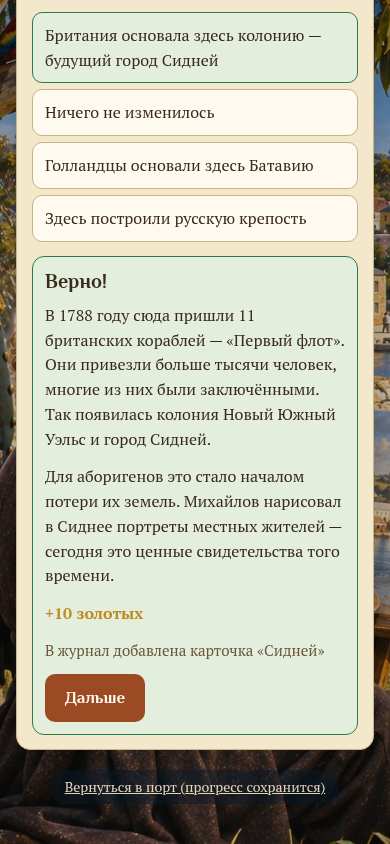 Британия основала здесь колонию —
будущий город Сидней
Ничего не изменилось
Голландцы основали здесь Батавию
Здесь построили русскую крепость
Верно!
В 1788 году сюда пришли 11
британских кораблей — «Первый флот».
Они привезли больше тысячи человек,
многие из них были заключёнными.
Так появилась колония Новый Южный
Уэльс и город Сидней.
Для аборигенов это стало началом
потери их земель. Михайлов нарисовал
в Сиднее портреты местных жителей —
сегодня это ценные свидетельства того
времени.
+10 золотых
В журнал добавлена карточка «Сидней»
Дальше
Вернуться в порт (прогресс сохранится)